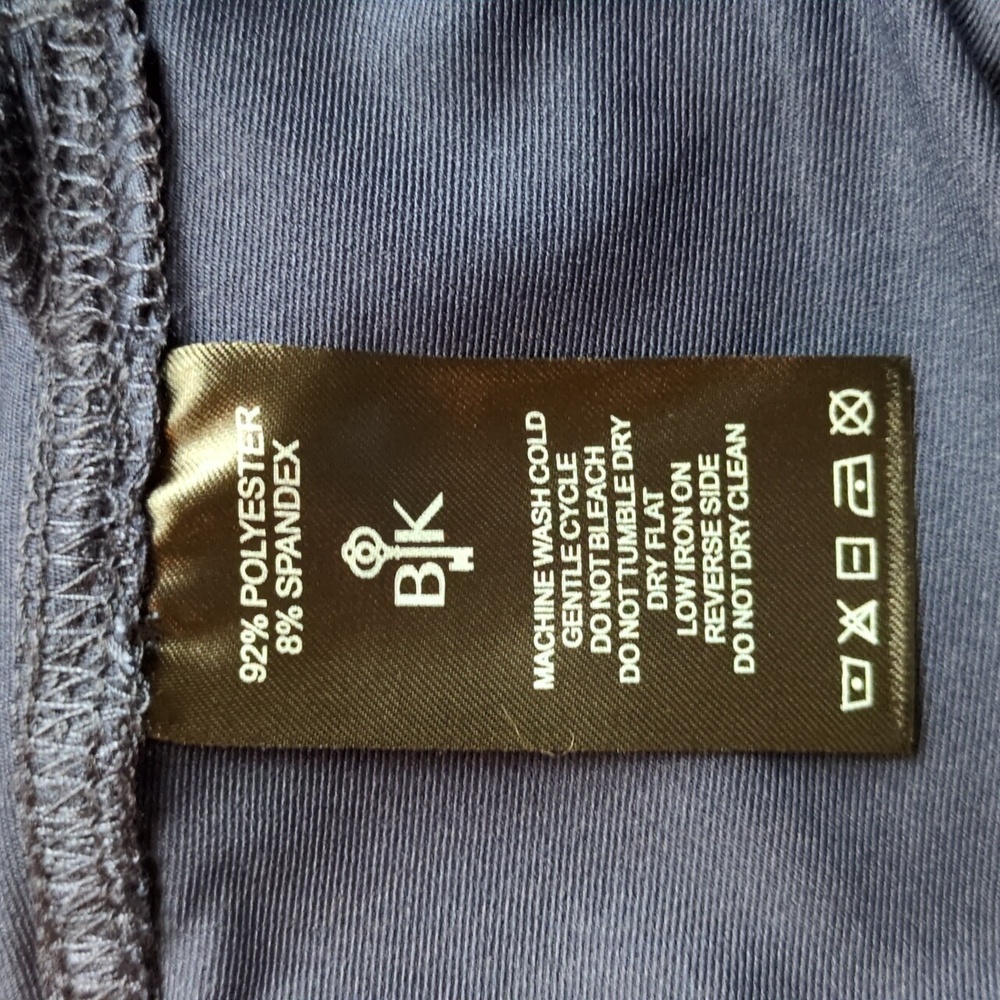 92% POLYESTER
8% SPANDEX
BJK
MACHINE WASH COLD
GENTLE CYCLE
DO NOT BLEACH
DO NOT TUMBLE DRY
DRY FLAT
LOW IRON ON
REVERSE SIDE
DO NOT DRY CLEAN